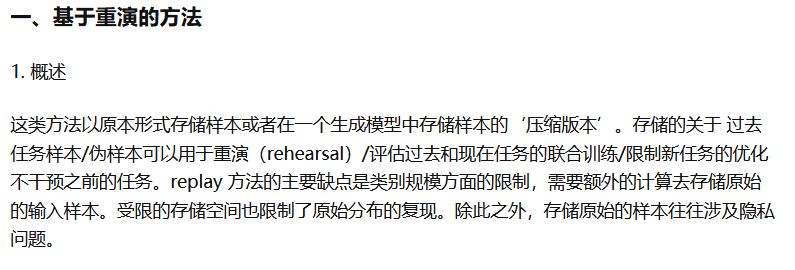 一、基于重演的方法
1. 概述
这类方法以原本形式存储样本或者在一个生成模型中存储样本的‘压缩版本’。存储的关于 过去
任务样本/伪样本可以用于重演（rehearsal）/评估过去和现在任务的联合训练/限制新任务的优化
不干预之前的任务。replay 方法的主要缺点是类别规模方面的限制，需要额外的计算去存储原始
的输入样本。受限的存储空间也限制了原始分布的复现。除此之外，存储原始的样本往往涉及隐私
问题。